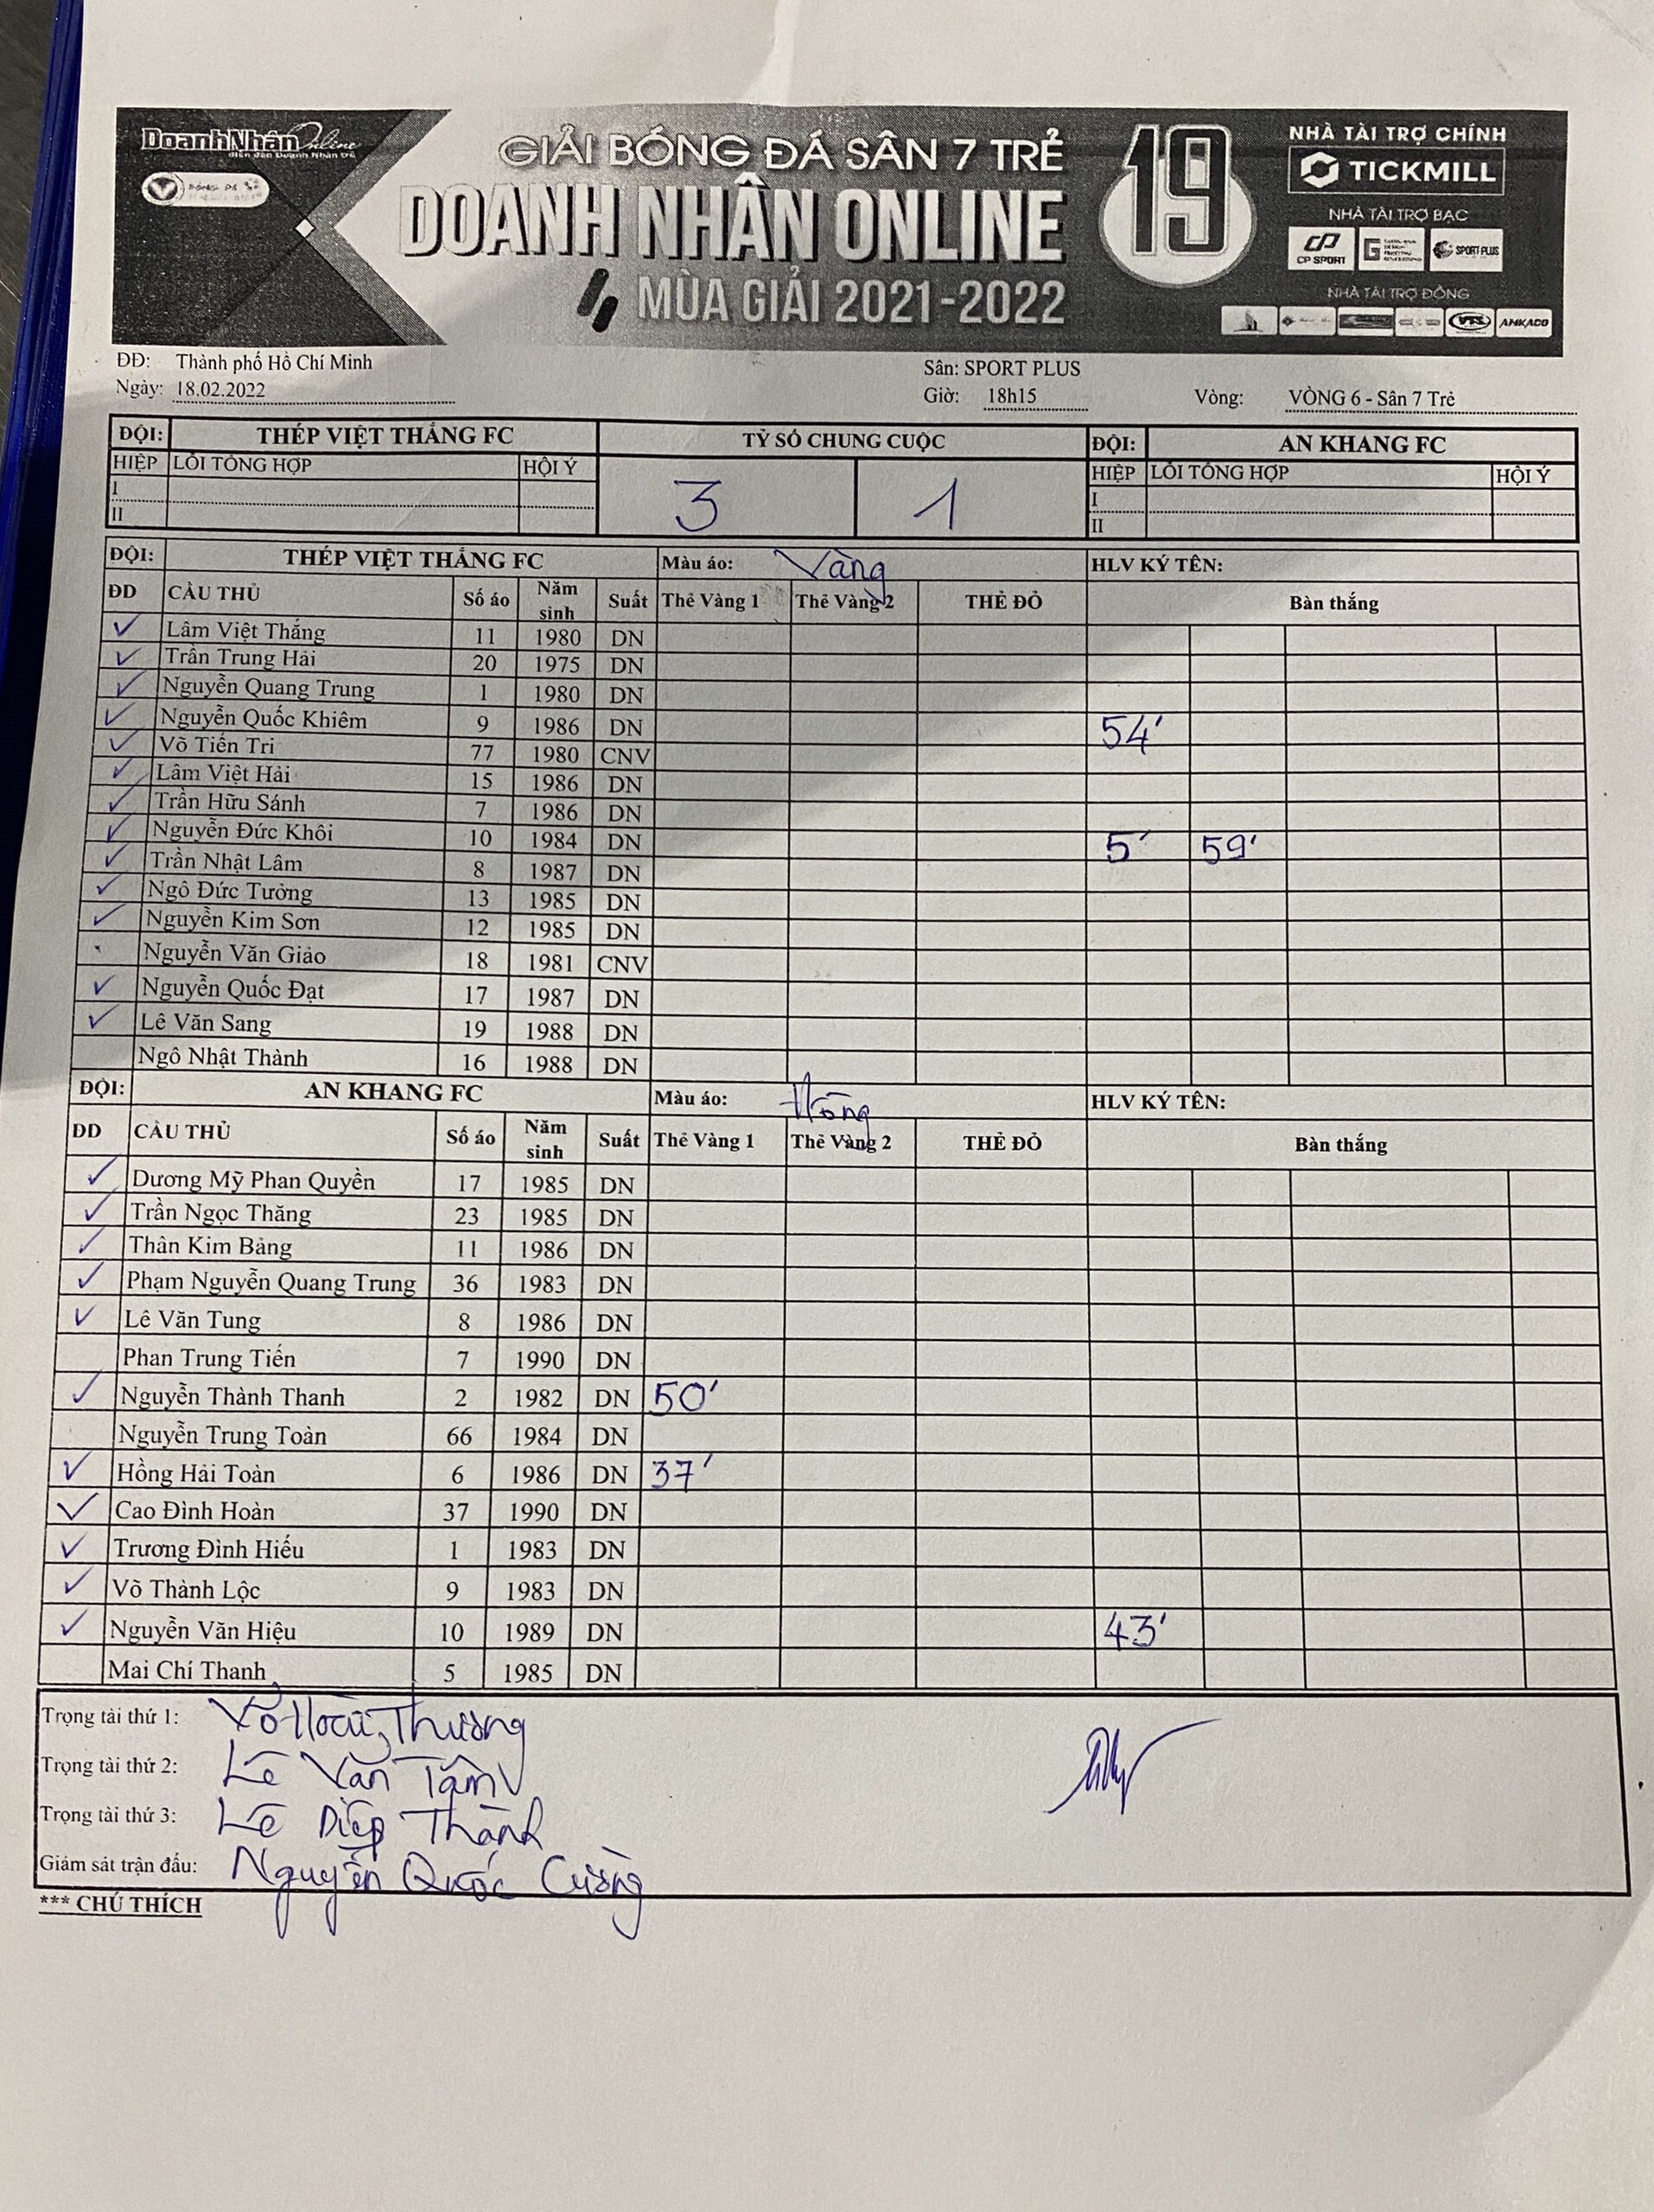 DoanhNhân Online
diễn đàn Doanh Nhân trẻ
GIẢI BÓNG ĐÁ SÂN 7 TRẺ
DOANH NHÂN ONLINE
MÙA GIẢI 2021-2022
19
NHÀ TÀI TRỢ CHÍNH
TICKMILL
NHÀ TÀI TRỢ BẠC
CP SPORT SPORT PLUS
NHÀ TÀI TRỢ ĐỒNG
ANKACO
ĐĐ: Thành phố Hồ Chí Minh Sân: SPORT PLUS
Ngày: 18.02.2022 Giờ: 18h15 Vòng: VÒNG 6 - Sân 7 Trẻ
ĐỘI: THÉP VIỆT THẮNG FC TỶ SỐ CHUNG CUỘC ĐỘI: AN KHANG FC
HIỆP LỖI TỔNG HỢP HỘI Ý 3 1 HIỆP LỖI TỔNG HỢP HỘI Ý
I I
II II
ĐỘI: THÉP VIỆT THẮNG FC Màu áo: Vàng HLV KÝ TÊN:
ĐD CẦU THỦ Số áo Năm sinh Suất Thẻ Vàng 1 Thẻ Vàng 2 THẺ ĐỎ Bàn thắng
✓ Lâm Việt Thắng 11 1980 DN
✓ Trần Trung Hải 20 1975 DN
✓ Nguyễn Quang Trung 1 1980 DN
✓ Nguyễn Quốc Khiêm 9 1986 DN 54'
✓ Võ Tiến Tri 77 1980 CNV
✓ Lâm Việt Hải 15 1986 DN
✓ Trần Hữu Sánh 7 1986 DN
✓ Nguyễn Đức Khôi 10 1984 DN 5' 59'
✓ Trần Nhật Lâm 8 1987 DN
✓ Ngô Đức Tưởng 13 1985 DN
✓ Nguyễn Kim Sơn 12 1985 DN
Nguyễn Văn Giảo 18 1981 CNV
✓ Nguyễn Quốc Đạt 17 1987 DN
✓ Lê Văn Sang 19 1988 DN
Ngô Nhật Thành 16 1988 DN
ĐỘI: AN KHANG FC Màu áo: Hồng HLV KÝ TÊN:
ĐD CẦU THỦ Số áo Năm sinh Suất Thẻ Vàng 1 Thẻ Vàng 2 THẺ ĐỎ Bàn thắng
✓ Dương Mỹ Phan Quyền 17 1985 DN
✓ Trần Ngọc Thăng 23 1985 DN
✓ Thân Kim Bảng 11 1986 DN
✓ Phạm Nguyễn Quang Trung 36 1983 DN
✓ Lê Văn Tung 8 1986 DN
Phan Trung Tiến 7 1990 DN
✓ Nguyễn Thành Thanh 2 1982 DN 50'
Nguyễn Trung Toàn 66 1984 DN
✓ Hồng Hải Toàn 6 1986 DN 37'
✓ Cao Đình Hoàn 37 1990 DN
✓ Trương Đình Hiếu 1 1983 DN
✓ Võ Thành Lộc 9 1983 DN
✓ Nguyễn Văn Hiệu 10 1989 DN 43'
Mai Chí Thanh 5 1985 DN
Trọng tài thứ 1: Võ Hoài Thương
Trọng tài thứ 2: Lê Văn Tâm
Trọng tài thứ 3: Lê Diệp Thành
Giám sát trận đấu: Nguyễn Quốc Cường
*** CHÚ THÍCH